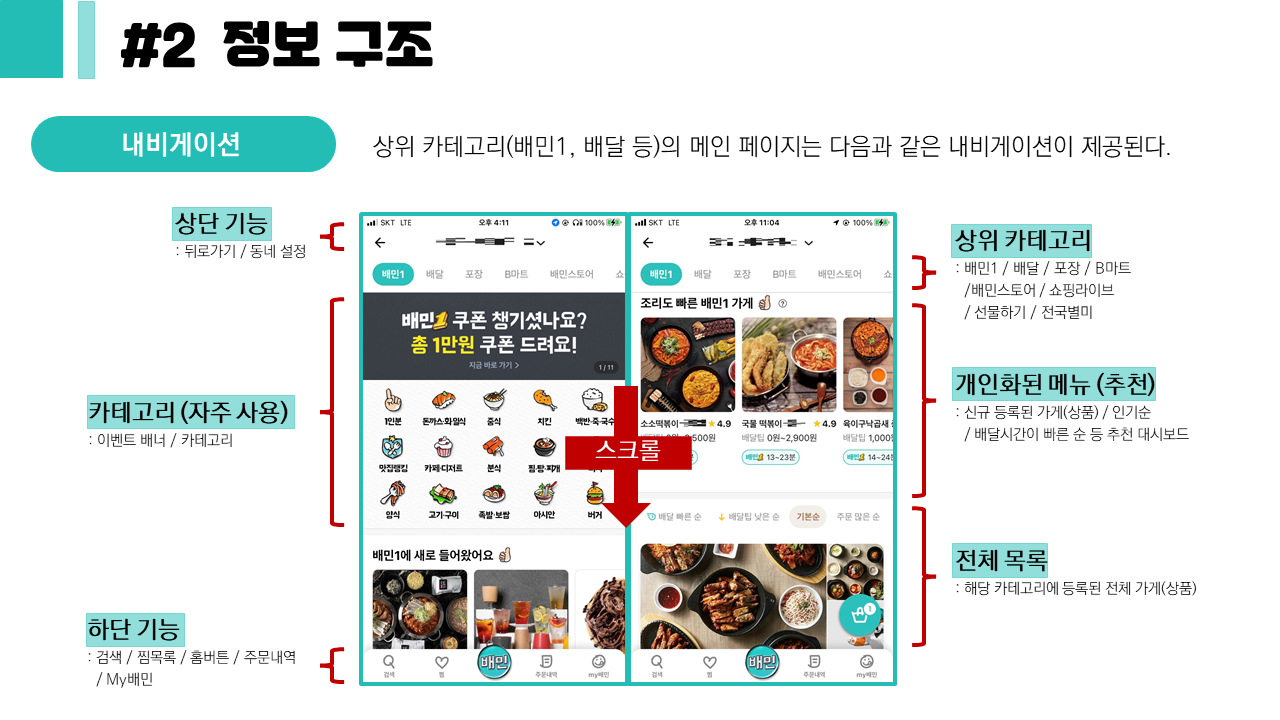 #2 정보 구조
내비게이션
상위 카테고리(배민1, 배달 등)의 메인 페이지는 다음과 같은 내비게이션이 제공된다.
상단 기능
: 뒤로가기 / 동네 설정
카테고리 (자주 사용)
: 이벤트 배너 / 카테고리
하단 기능
: 검색 / 찜목록 / 홈버튼 / 주문내역
/ My배민
SKT LTE 오후 4:11 100%
배민1 배달 포장 B마트 배민스토어 쇼
배민1 쿠폰 챙기셨나요?
총 1만원 쿠폰 드려요!
지금 바로 가기 >
1 / 11
1인분 돈까스·회·일식 중식 치킨 백반·죽·국수
맛집랭킹 카페·디저트 분식 찜·탕·찌개
양식 고기·구이 족발·보쌈 아시안 버거
배민1에 새로 들어왔어요
검색 찜 배민 주문내역 my배민
스크롤
SKT LTE 오후 11:04 100%
배민1 배달 포장 B마트 배민스토어 쇼
조리도 빠른 배민1 가게 ?
소소떡볶이 4.9 국물 떡볶이 4.9 육이구낙곱새
0원~2,500원 배달팁 0원~2,900원 배달팁 1,000
배민1 13~23분 배민1 14~24
배달 빠른 순 배달팁 낮은 순 기본순 주문 많은 순
1
검색 찜 배민 주문내역 my배민
상위 카테고리
: 배민1 / 배달 / 포장 / B마트
/배민스토어 / 쇼핑라이브
/ 선물하기 / 전국별미
개인화된 메뉴 (추천)
: 신규 등록된 가게(상품) / 인기순
/ 배달시간이 빠른 순 등 추천 대시보드
전체 목록
: 해당 카테고리에 등록된 전체 가게(상품)